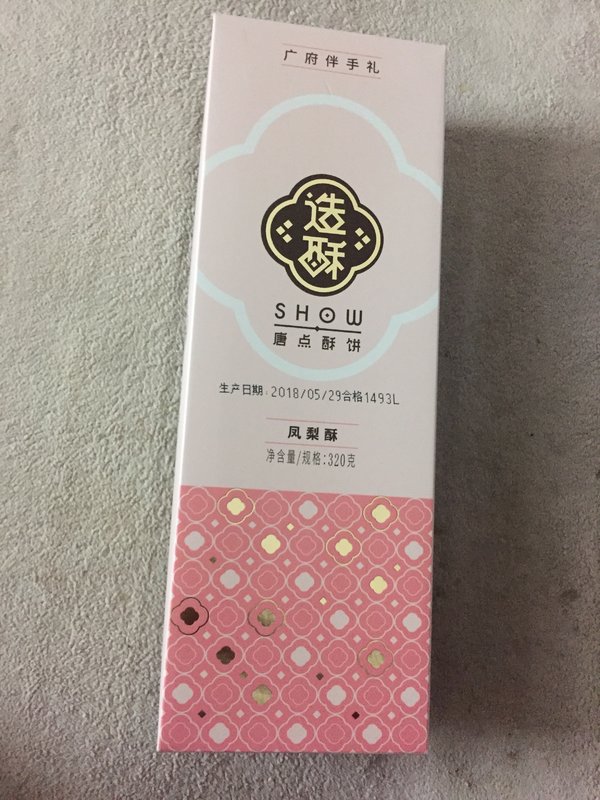 广府伴手礼
造酥
SHOW
唐点酥饼
生产日期:2018/05/29合格1493L
凤梨酥
净含量/规格:320克